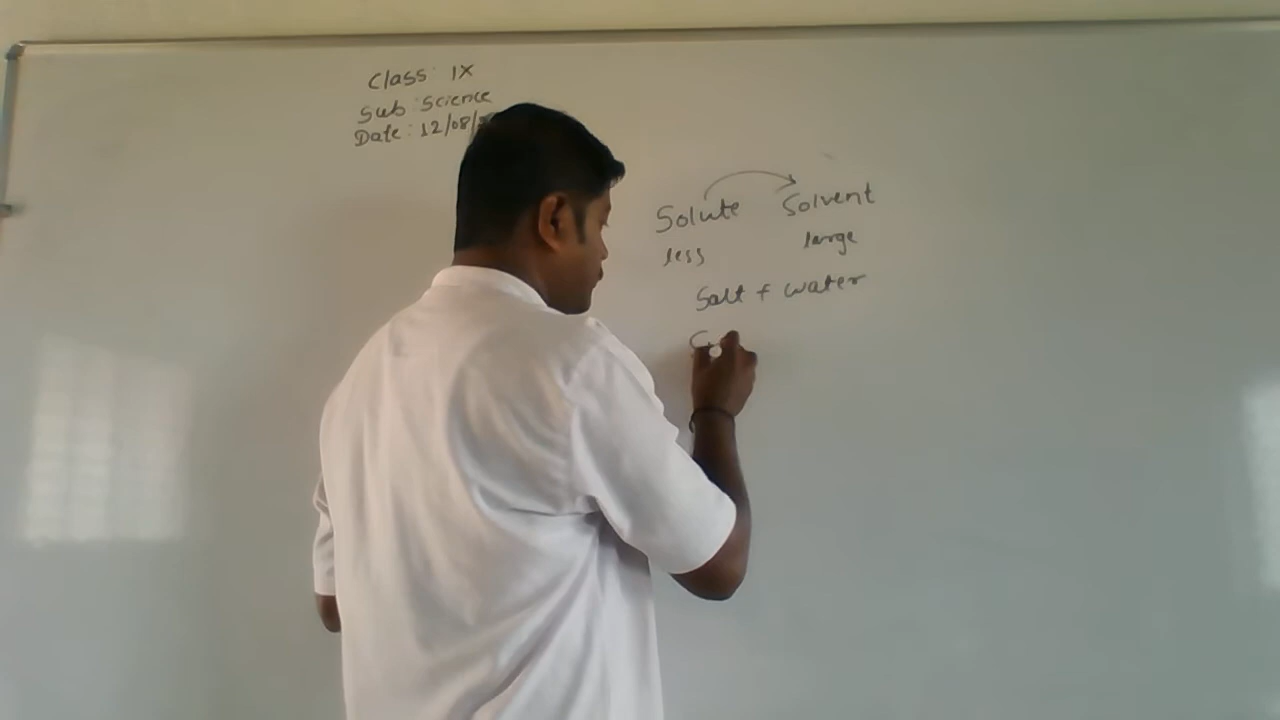 Class: IX
Sub: Science
Date: 12/08/
Solute Solvent
less large
Salt + water